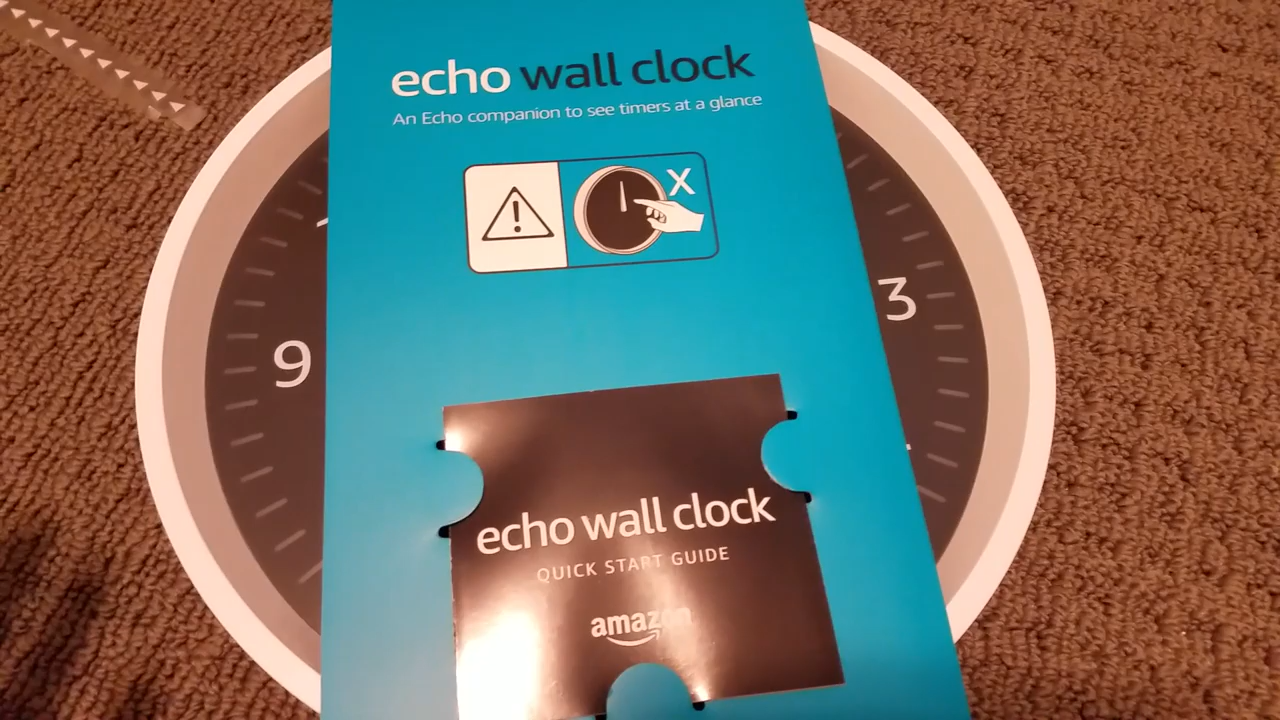 echo wall clock
An Echo companion to see timers at a glance
X
9
3
echo wall clock
QUICK START GUIDE
amazon